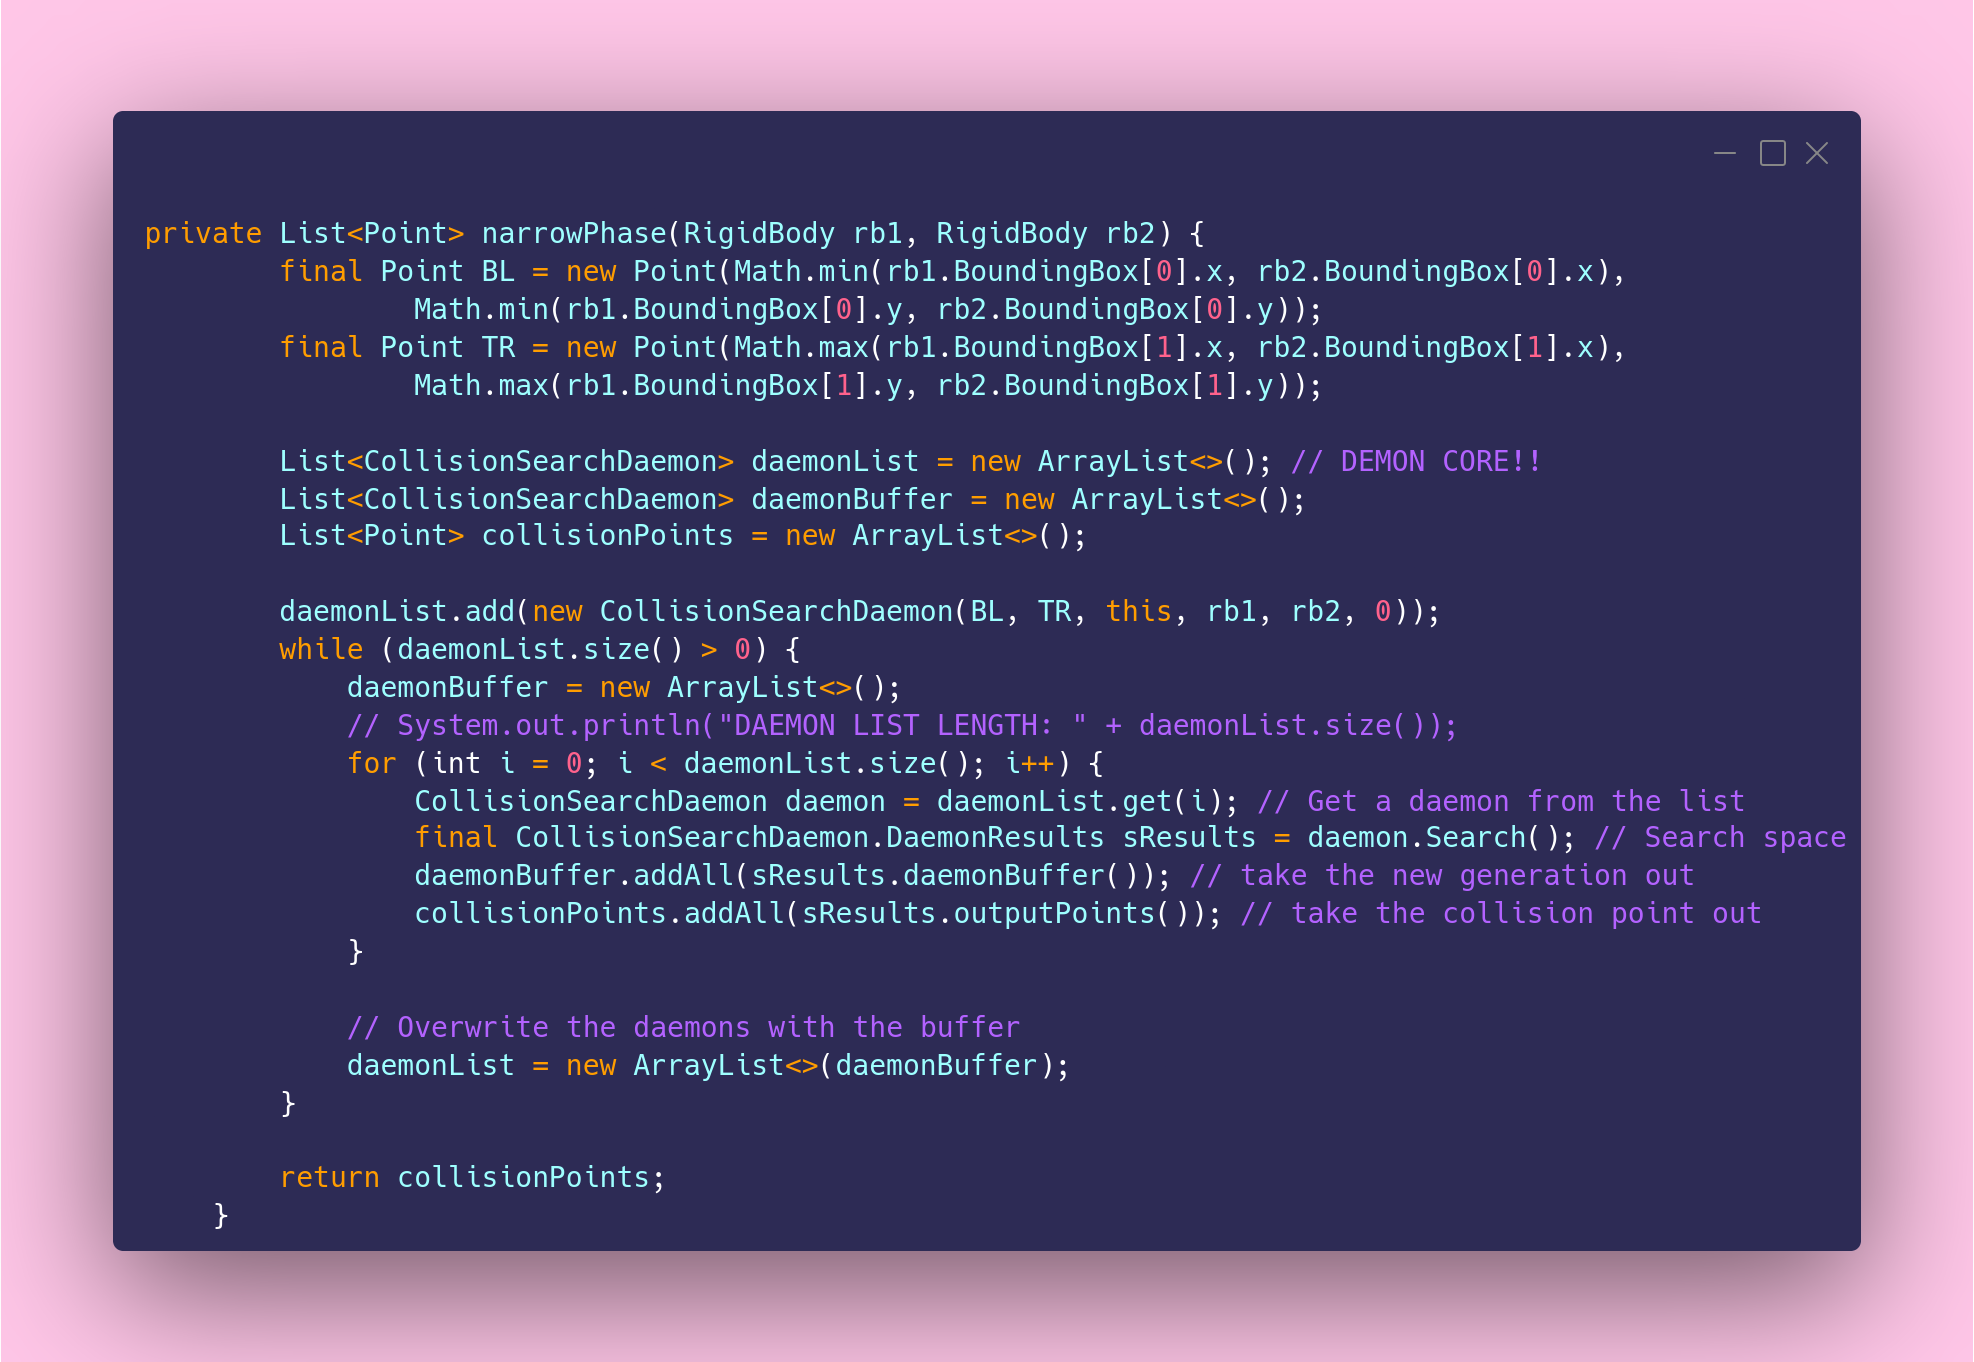 private List<Point> narrowPhase(RigidBody rb1, RigidBody rb2) {
        final Point BL = new Point(Math.min(rb1.BoundingBox[0].x, rb2.BoundingBox[0].x),
                Math.min(rb1.BoundingBox[0].y, rb2.BoundingBox[0].y));
        final Point TR = new Point(Math.max(rb1.BoundingBox[1].x, rb2.BoundingBox[1].x),
                Math.max(rb1.BoundingBox[1].y, rb2.BoundingBox[1].y));

        List<CollisionSearchDaemon> daemonList = new ArrayList<>(); // DEMON CORE!!
        List<CollisionSearchDaemon> daemonBuffer = new ArrayList<>();
        List<Point> collisionPoints = new ArrayList<>();

        daemonList.add(new CollisionSearchDaemon(BL, TR, this, rb1, rb2, 0));
        while (daemonList.size() > 0) {
            daemonBuffer = new ArrayList<>();
            // System.out.println("DAEMON LIST LENGTH: " + daemonList.size());
            for (int i = 0; i < daemonList.size(); i++) {
                CollisionSearchDaemon daemon = daemonList.get(i); // Get a daemon from the list
                final CollisionSearchDaemon.DaemonResults sResults = daemon.Search(); // Search space
                daemonBuffer.addAll(sResults.daemonBuffer()); // take the new generation out
                collisionPoints.addAll(sResults.outputPoints()); // take the collision point out
            }

            // Overwrite the daemons with the buffer
            daemonList = new ArrayList<>(daemonBuffer);
        }

        return collisionPoints;
    }